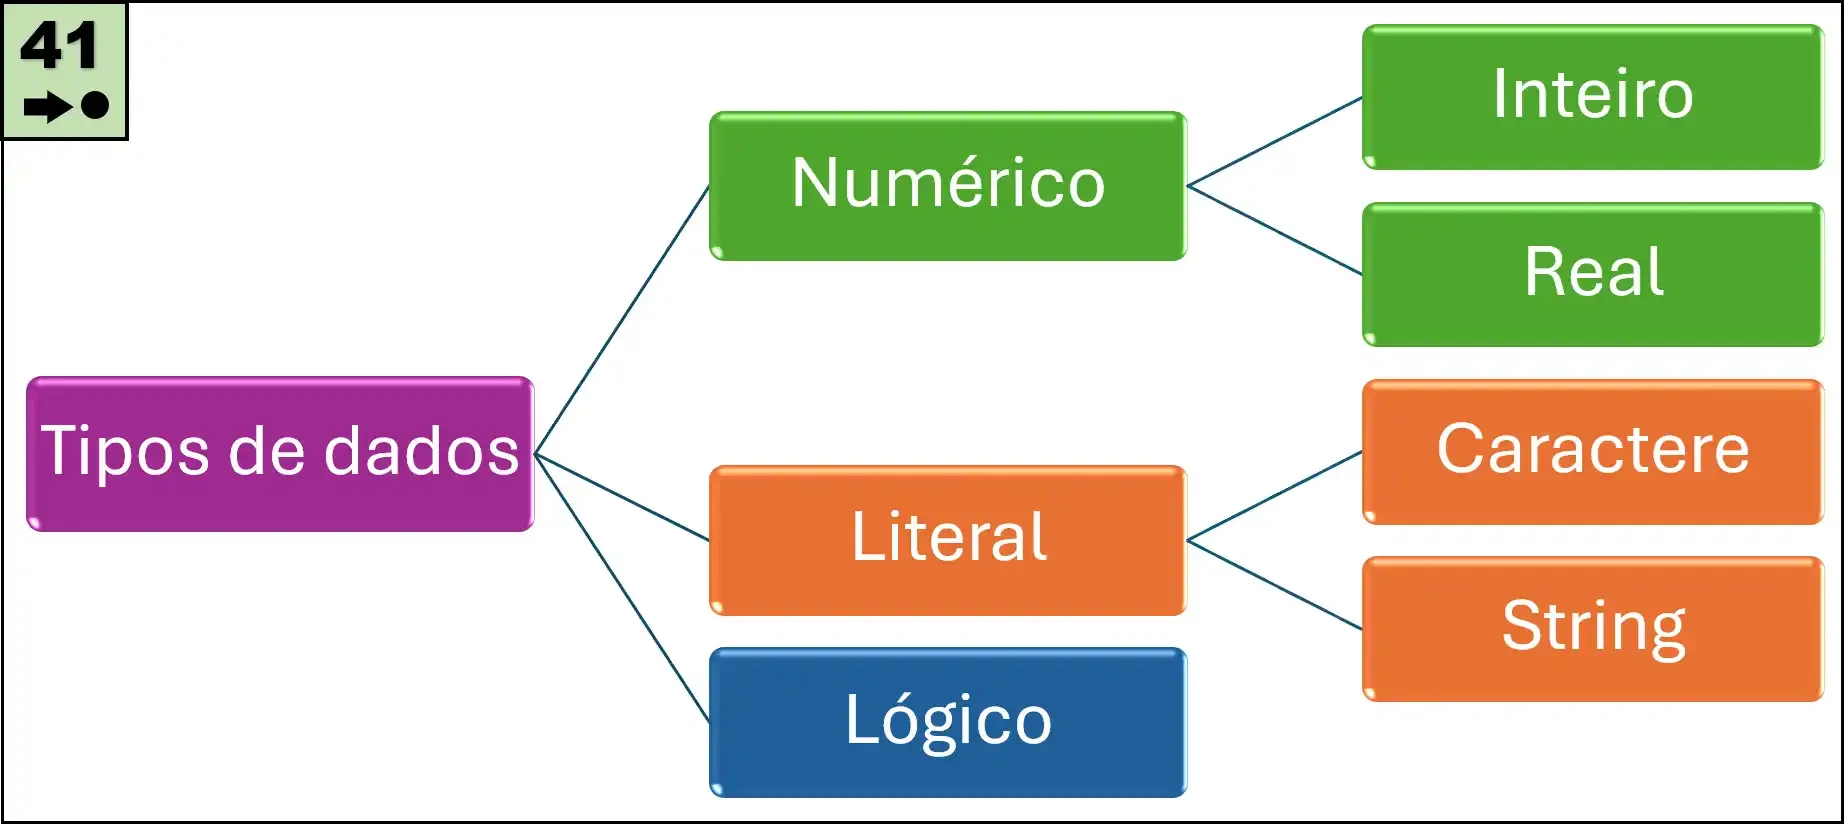 41
Tipos de dados
Numérico
Inteiro
Real
Literal
Caractere
String
Lógico